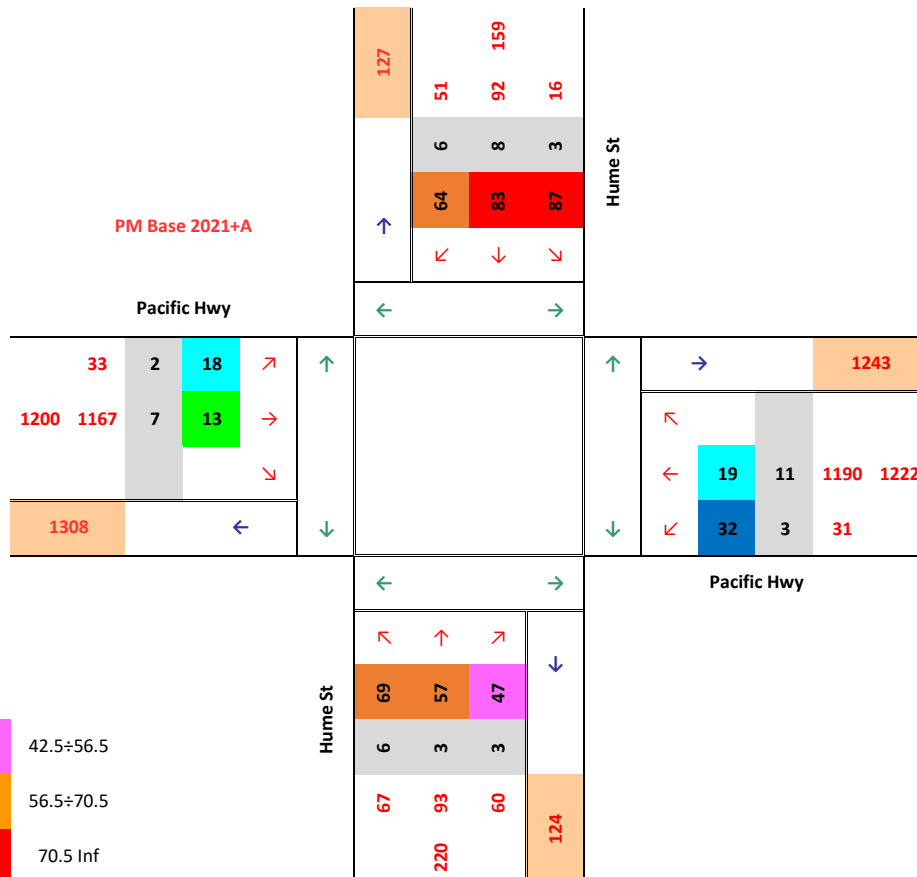 127
159
51 92 16
6 8 3
64 83 87
Hume St
PM Base 2021+A
↑
↙ ↓ ↘
Pacific Hwy
← →
33 2 18 ↗ ↑
1200 1167 7 13 →
↘
1308 ← ↓
↑ → 1243
↖
← 19 11 1190 1222
↓ ↙ 32 3 31
Pacific Hwy
← →
↖ ↑ ↗
↓
69 57 47
Hume St
6 3 3
67 93 60
220
124
42.5÷56.5
56.5÷70.5
70.5 Inf